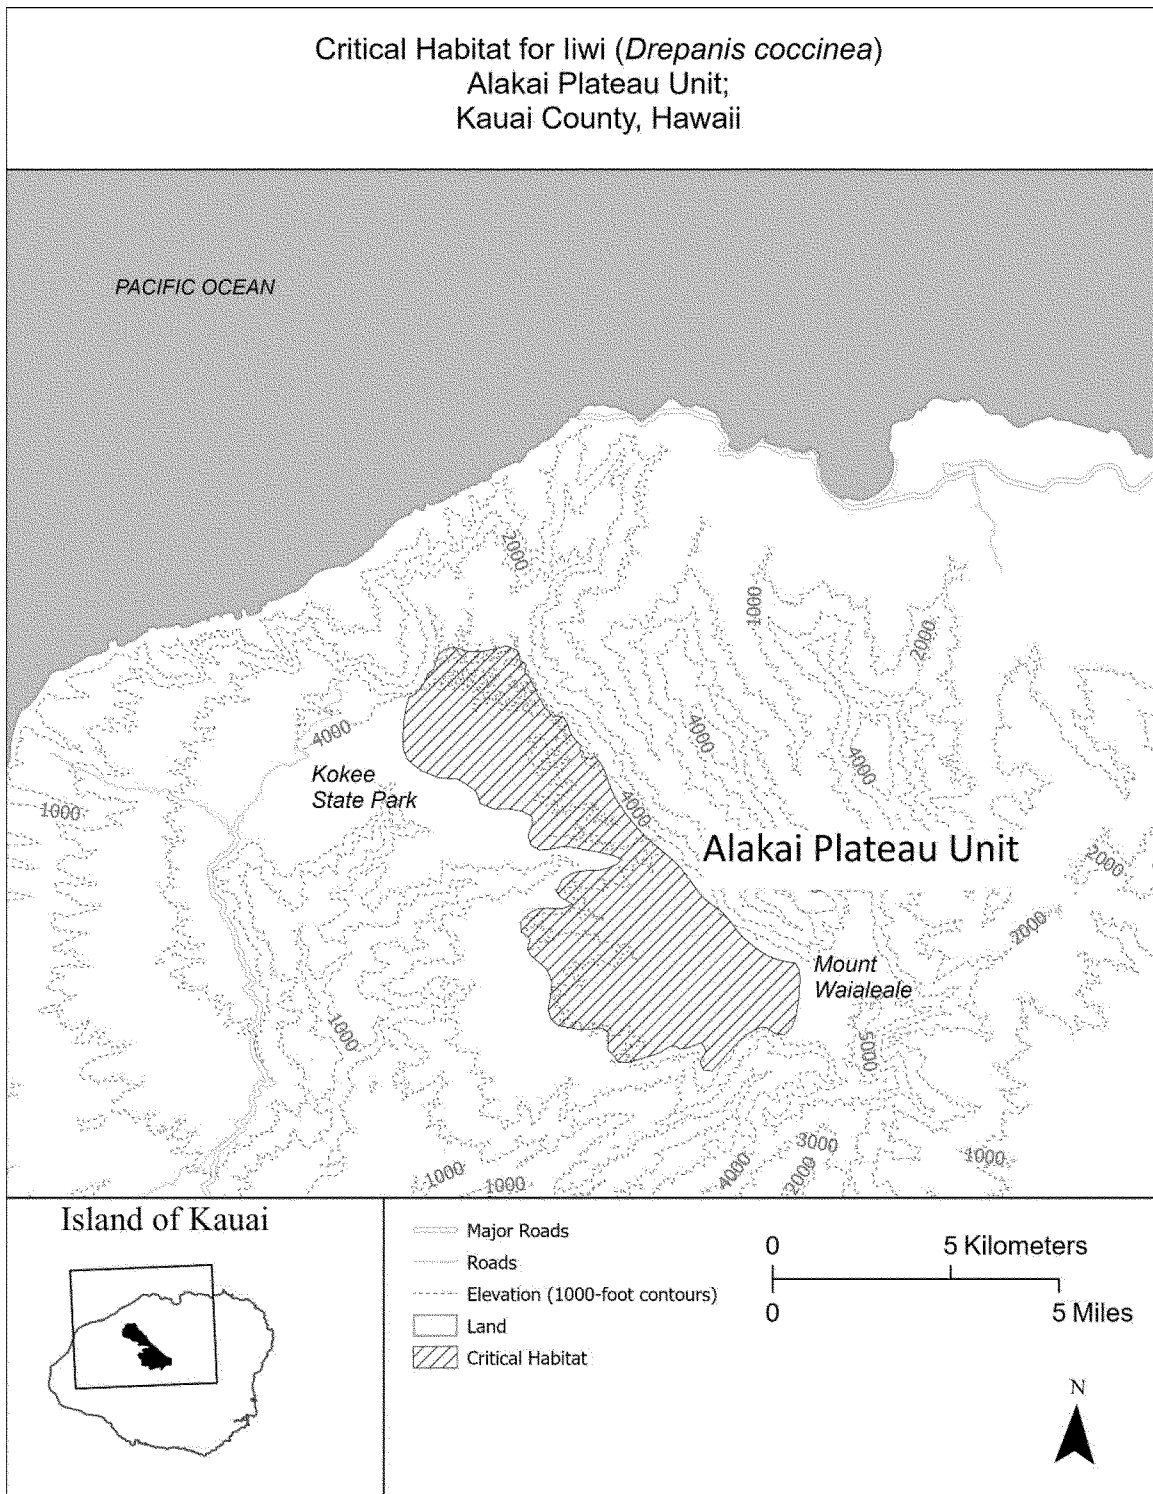 Critical Habitat for Iiwi (Drepanis coccinea)
Alakai Plateau Unit;
Kauai County, Hawaii
PACIFIC OCEAN
2000
1000
2000
4000
4000
4000
Kokee
State Park
1000
4000
Alakai Plateau Unit
2000
2000
Mount
Waialeale
1000
5000
3000
1000
1000
1000
4000
2000
Island of Kauai
Major Roads
Roads
Elevation (1000-foot contours)
Land
Critical Habitat
0
5 Kilometers
0
5 Miles
N